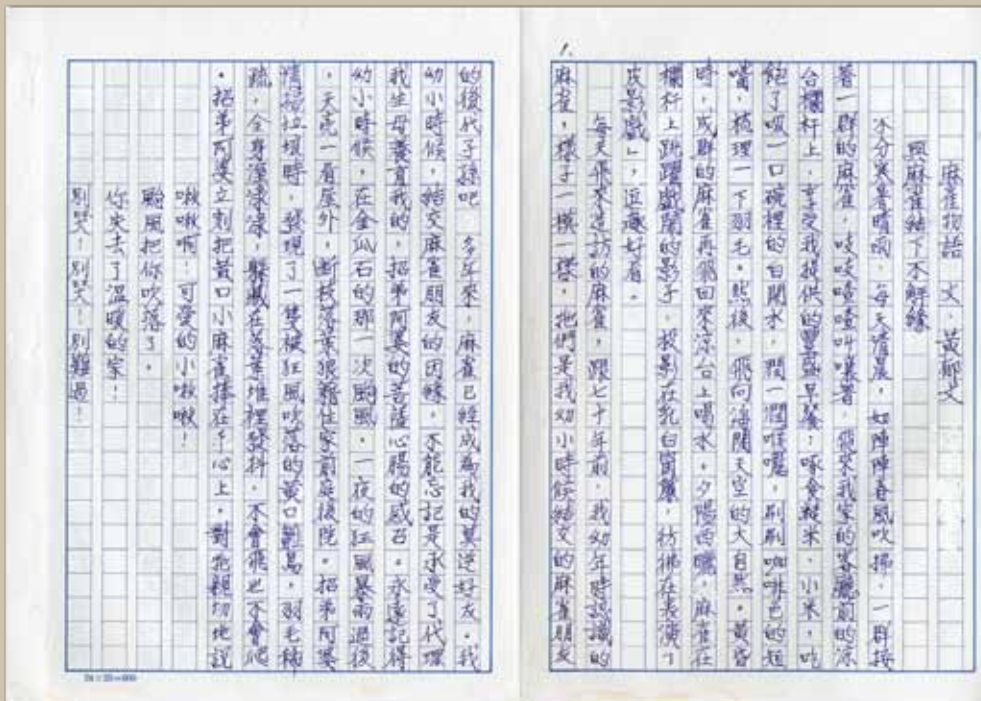 1.
麻雀物語　文・黃郁文
與麻雀結下不解緣
不分寒暑晴雨，每天清晨，如陣陣春風吹拂，一群接
著一群的麻雀，吱吱喳喳叫嚷著，飛來我家的客廳前的涼
台欄杆上，享受我提供的豐盛早餐；啄食糙米、小米，吃
飽了吸一口碗裡的白開水，潤一潤喉嚨，刷刷咖啡色的短
嘴，梳理一下羽毛。然後，飛向海闊天空的大自然。黃昏
時，成群的麻雀再飛回來涼台上喝水。夕陽西曬，麻雀在
欄杆上跳躍戲鬧的影子，投影在乳白窗簾，彷彿在表演「
皮影戲」，逗趣好看。
每天飛來造訪的麻雀，跟七十年前，我幼年時認識的
麻雀，樣子一模一樣，牠們是我幼小時候結交的麻雀朋友
的後代子孫吧　多年來，麻雀已經成為我的莫逆好友。我
幼小時候，結交麻雀朋友的因緣，不能忘記是承受了代理
我生母養育我的，招弟阿婆的菩薩心腸的感召。永遠記得
幼小時候，在金瓜石的那一次颱風，一夜的狂風暴雨過後
，天亮一看屋外，斷枝落葉狼藉住家前庭後院。招弟阿婆
清掃垃圾時，發現了一隻被狂風吹落的黃口雛鳥，羽毛稀
疏，全身溼淥淥，躲藏在落葉堆裡發抖，不會飛也不會爬
。招弟阿婆立刻把黃口小麻雀捧在手心上，對牠親切地說
啾啾啊！可愛的小啾啾！
颱風把你吹落了。
你失去了溫暖的家！
別哭！別哭！別難過！
24×25=600